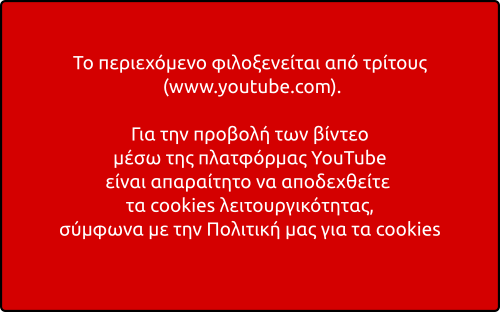 Το περιεχόμενο φιλοξενείται από τρίτους
(www.youtube.com).
Για την προβολή των βίντεο
μέσω της πλατφόρμας YouTube
είναι απαραίτητο να αποδεχθείτε
τα cookies λειτουργικότητας,
σύμφωνα με την Πολιτική μας για τα cookies